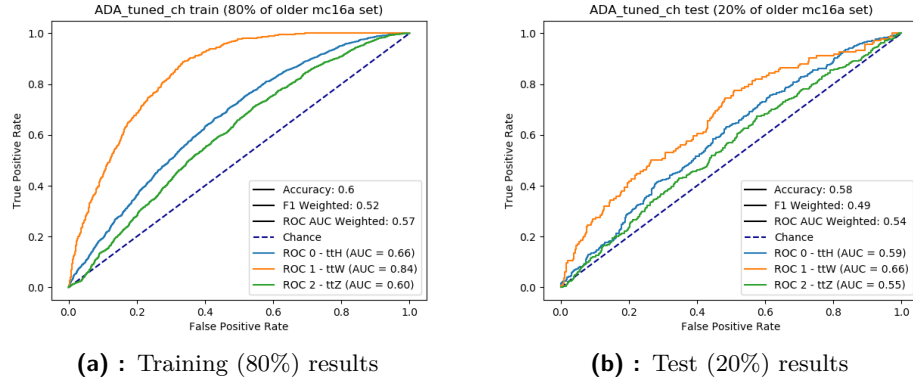 ADA_tuned_ch train (80% of older mc16a set)
True Positive Rate
1.0
0.8
0.6
0.4
0.2
0.0
Accuracy: 0.6
F1 Weighted: 0.52
ROC AUC Weighted: 0.57
Chance
ROC 0 - ttH (AUC = 0.66)
ROC 1 - ttW (AUC = 0.84)
ROC 2 - ttZ (AUC = 0.60)
0.0 0.2 0.4 0.6 0.8 1.0
False Positive Rate
(a) : Training (80%) results
ADA_tuned_ch test (20% of older mc16a set)
True Positive Rate
1.0
0.8
0.6
0.4
0.2
0.0
Accuracy: 0.58
F1 Weighted: 0.49
ROC AUC Weighted: 0.54
Chance
ROC 0 - ttH (AUC = 0.59)
ROC 1 - ttW (AUC = 0.66)
ROC 2 - ttZ (AUC = 0.55)
0.0 0.2 0.4 0.6 0.8 1.0
False Positive Rate
(b) : Test (20%) results